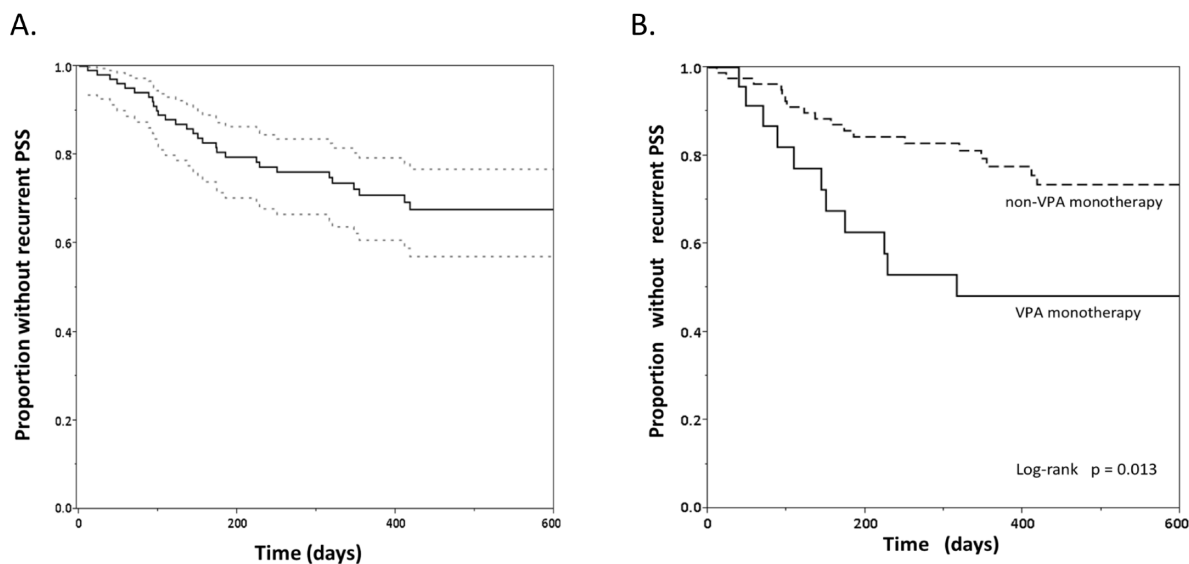 A.
1.0
0.8
0.6
0.4
0.2
0.0
0
200
400
600
Proportion without recurrent PSS
Time (days)
B.
1.0
0.8
0.6
0.4
0.2
0.0
0
200
400
600
Proportion without recurrent PSS
non-VPA monotherapy
VPA monotherapy
Log-rank p = 0.013
Time (days)